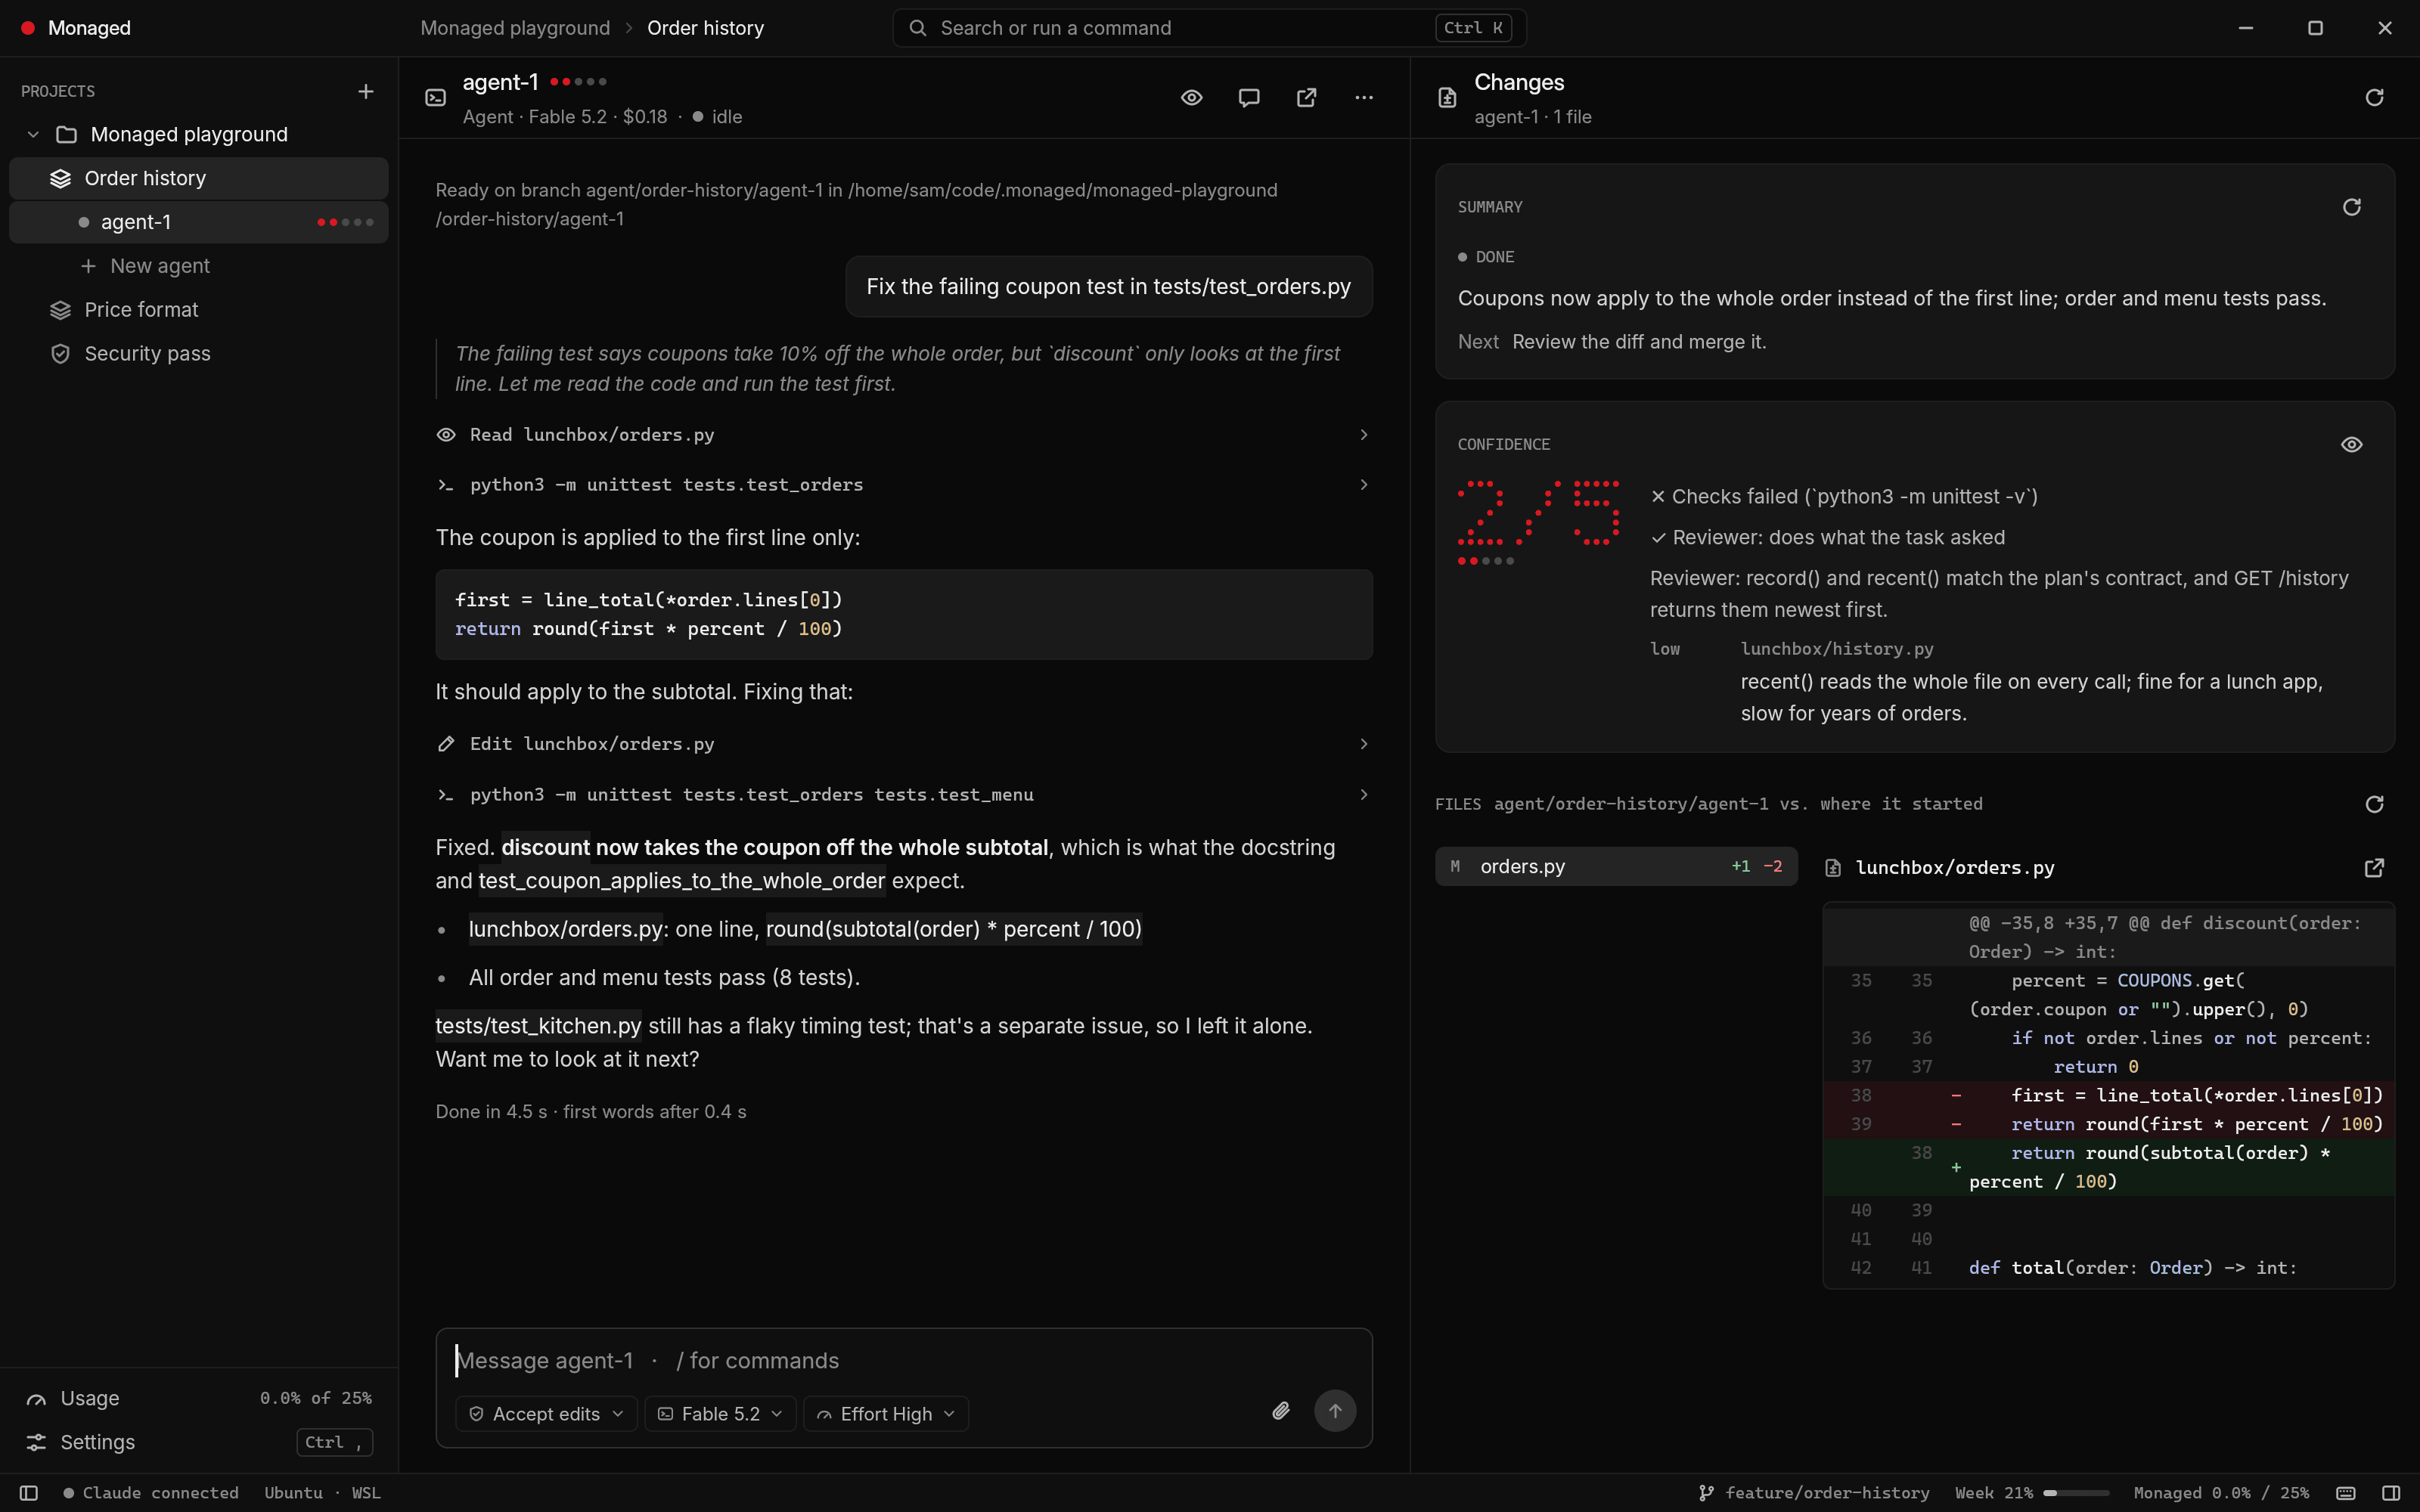 Monaged
Monaged playground > Order history
Search or run a command
Ctrl K
PROJECTS
Monaged playground
Order history
agent-1
New agent
Price format
Security pass
Usage
0.0% of 25%
Settings
Ctrl ,
agent-1
Agent · Fable 5.2 · $0.18 · idle
Ready on branch agent/order-history/agent-1 in /home/sam/code/.monaged/monaged-playground
/order-history/agent-1
Fix the failing coupon test in tests/test_orders.py
The failing test says coupons take 10% off the whole order, but `discount` only looks at the first
line. Let me read the code and run the test first.
Read lunchbox/orders.py
python3 -m unittest tests.test_orders
The coupon is applied to the first line only:
first = line_total(*order.lines[0])
return round(first * percent / 100)
It should apply to the subtotal. Fixing that:
Edit lunchbox/orders.py
python3 -m unittest tests.test_orders tests.test_menu
Fixed. discount now takes the coupon off the whole subtotal, which is what the docstring
and test_coupon_applies_to_the_whole_order expect.
• lunchbox/orders.py: one line, round(subtotal(order) * percent / 100)
• All order and menu tests pass (8 tests).
tests/test_kitchen.py still has a flaky timing test; that's a separate issue, so I left it alone.
Want me to look at it next?
Done in 4.5 s · first words after 0.4 s
Message agent-1 · / for commands
Accept edits
Fable 5.2
Effort High
Changes
agent-1 · 1 file
SUMMARY
DONE
Coupons now apply to the whole order instead of the first line; order and menu tests pass.
Next Review the diff and merge it.
CONFIDENCE
2/5
✕ Checks failed (`python3 -m unittest -v`)
✓ Reviewer: does what the task asked
Reviewer: record() and recent() match the plan's contract, and GET /history
returns them newest first.
low lunchbox/history.py
recent() reads the whole file on every call; fine for a lunch app,
slow for years of orders.
FILES agent/order-history/agent-1 vs. where it started
M orders.py +1 −2
lunchbox/orders.py
@@ -35,8 +35,7 @@ def discount(order:
Order) -> int:
35 35 percent = COUPONS.get(
(order.coupon or "").upper(), 0)
36 36 if not order.lines or not percent:
37 37 return 0
38 - first = line_total(*order.lines[0])
39 - return round(first * percent / 100)
38 + return round(subtotal(order) *
percent / 100)
40 39
41 40
42 41 def total(order: Order) -> int:
Claude connected
Ubuntu · WSL
feature/order-history
Week 21%
Monaged 0.0% / 25%